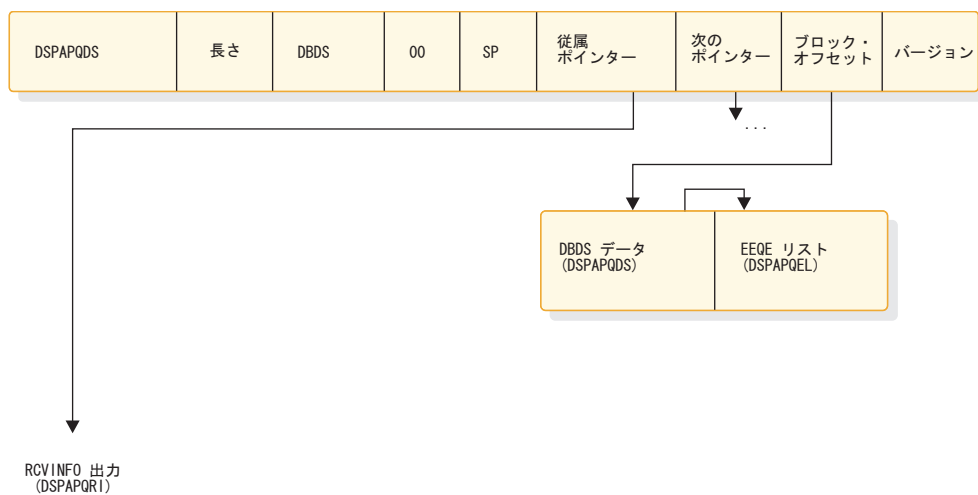 DSPAPQDS
長さ
DBDS
00
SP
従属
ポインター
次の
ポインター
ブロック・
オフセット
バージョン
...
DBDS データ
(DSPAPQDS)
EEQE リスト
(DSPAPQEL)
RCVINFO 出力
(DSPAPQRI)